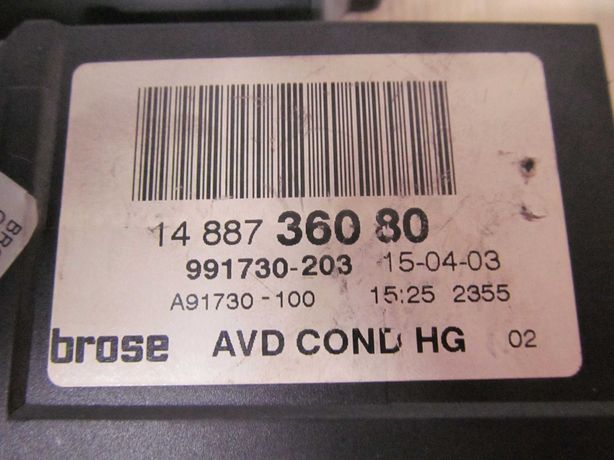 14 887 360 80
991730-203 15-04-03
A91730-100 15:25 2355
brose AVD COND HG 02